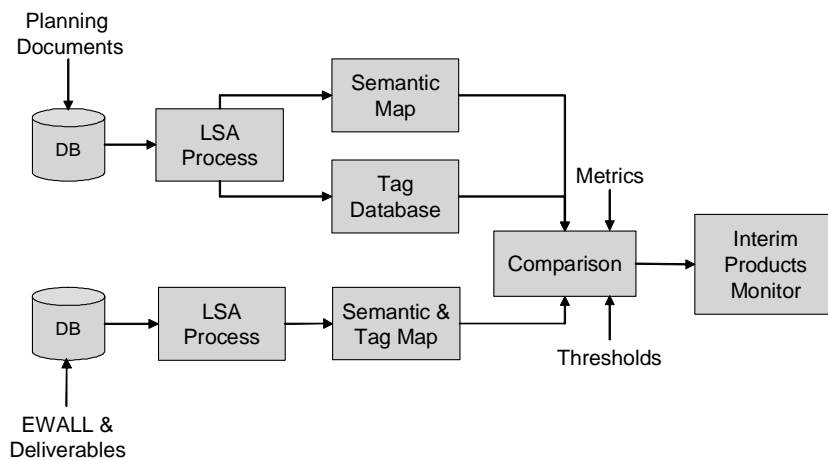 Planning
Documents
DB
LSA
Process
Semantic
Map
Tag
Database
Metrics
Comparison
Interim
Products
Monitor
DB
LSA
Process
Semantic &
Tag Map
Thresholds
EWALL &
Deliverables